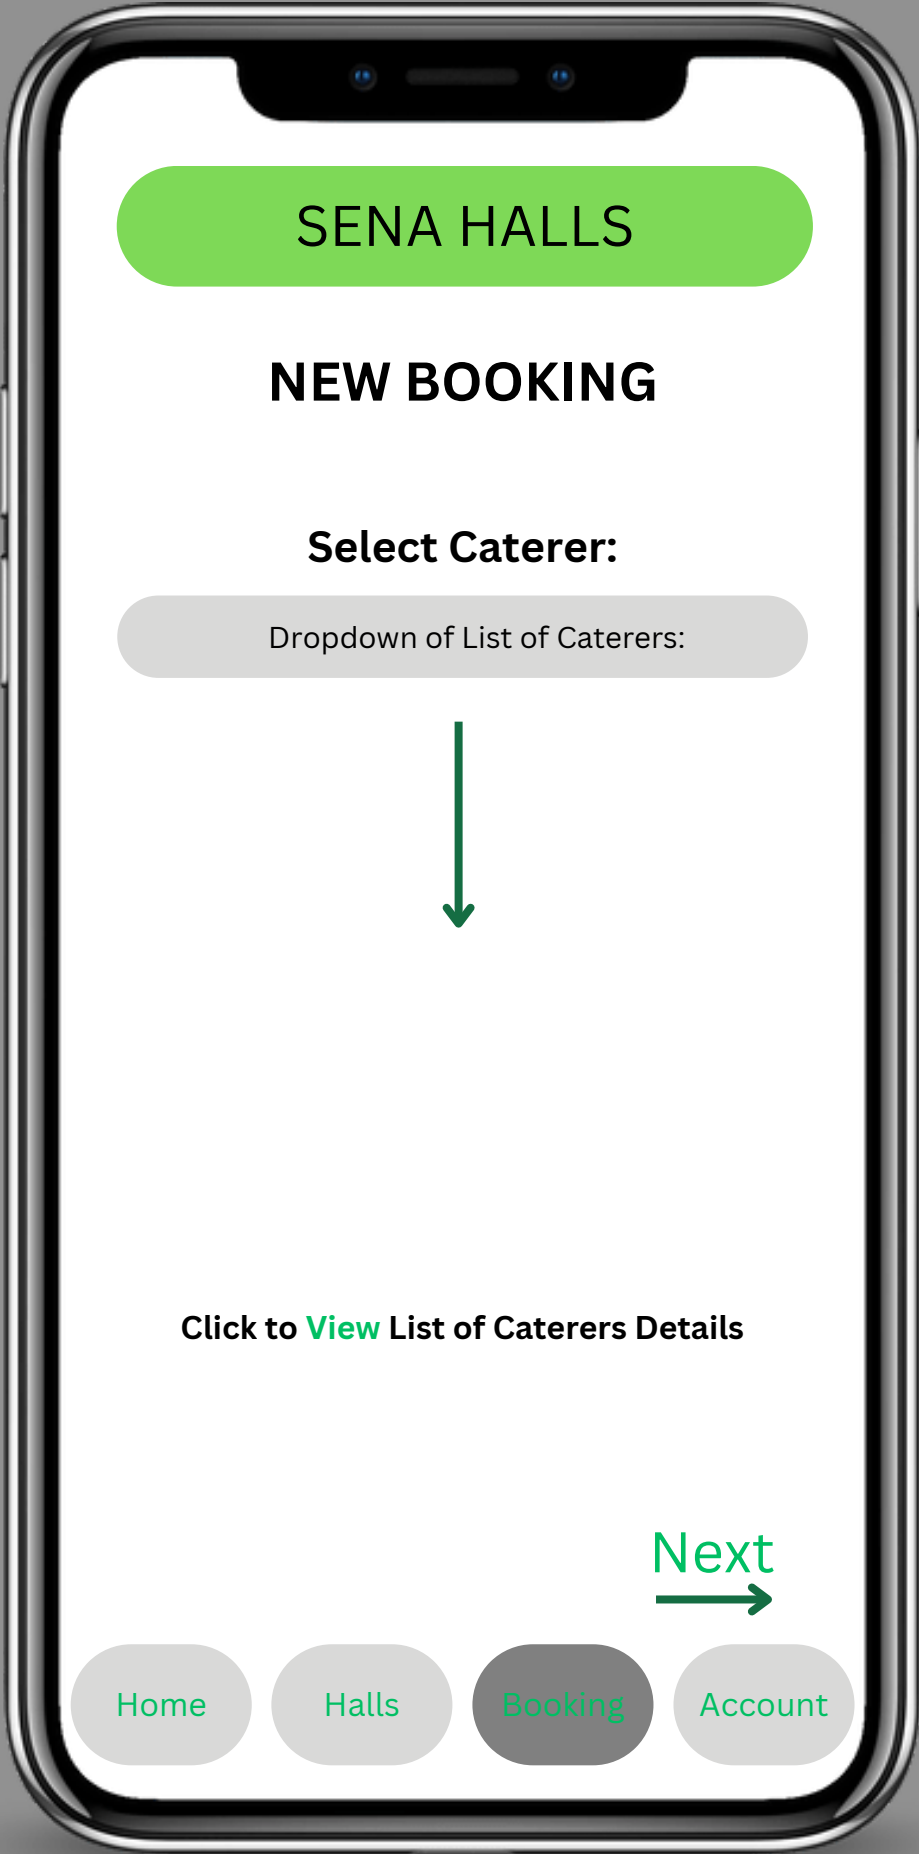 SENA HALLS
NEW BOOKING
Select Caterer:
Dropdown of List of Caterers:
Click to View List of Caterers Details
Next
Home
Halls
Booking
Account